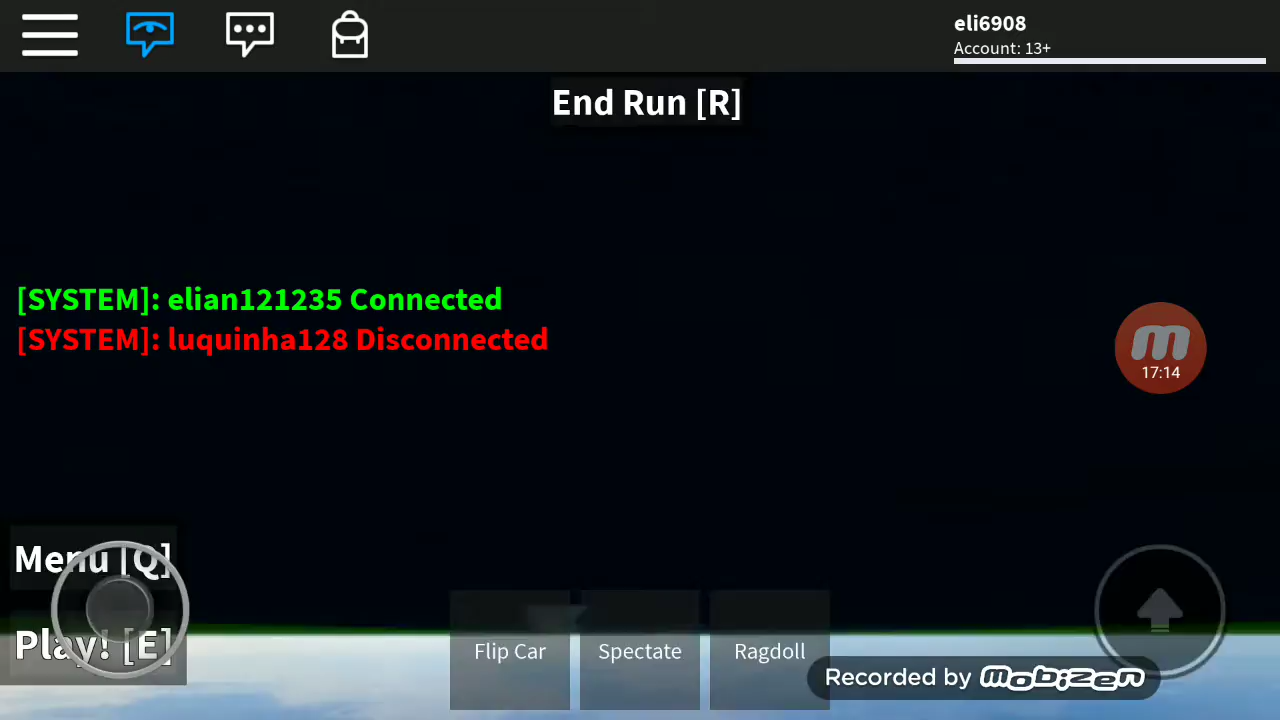 eli6908
Account: 13+
End Run [R]
[SYSTEM]: elian121235 Connected
[SYSTEM]: luquinha128 Disconnected
17:14
Menu [Q]
Play! [E]
Flip Car
Spectate
Ragdoll
Recorded by mobizen